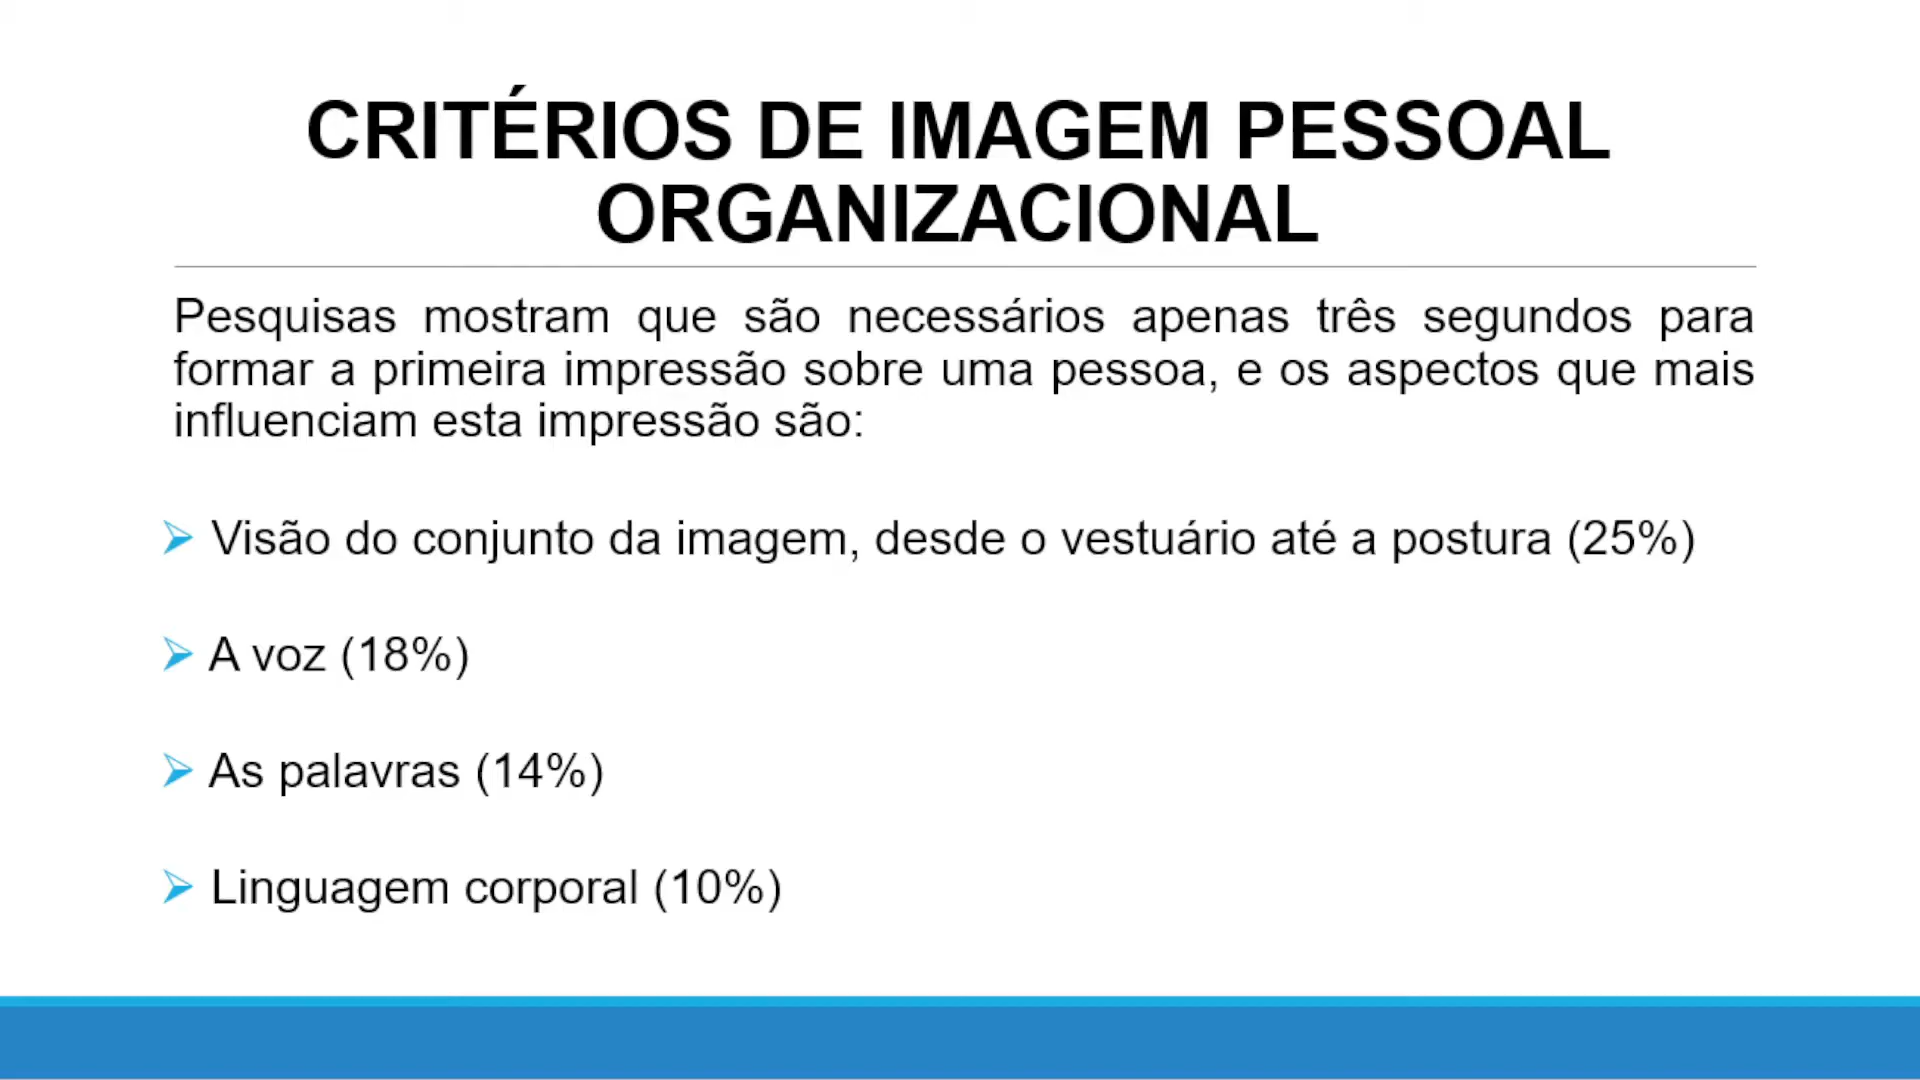 CRITÉRIOS DE IMAGEM PESSOAL
ORGANIZACIONAL
Pesquisas mostram que são necessários apenas três segundos para
formar a primeira impressão sobre uma pessoa, e os aspectos que mais
influenciam esta impressão são:
Visão do conjunto da imagem, desde o vestuário até a postura (25%)
A voz (18%)
As palavras (14%)
Linguagem corporal (10%)